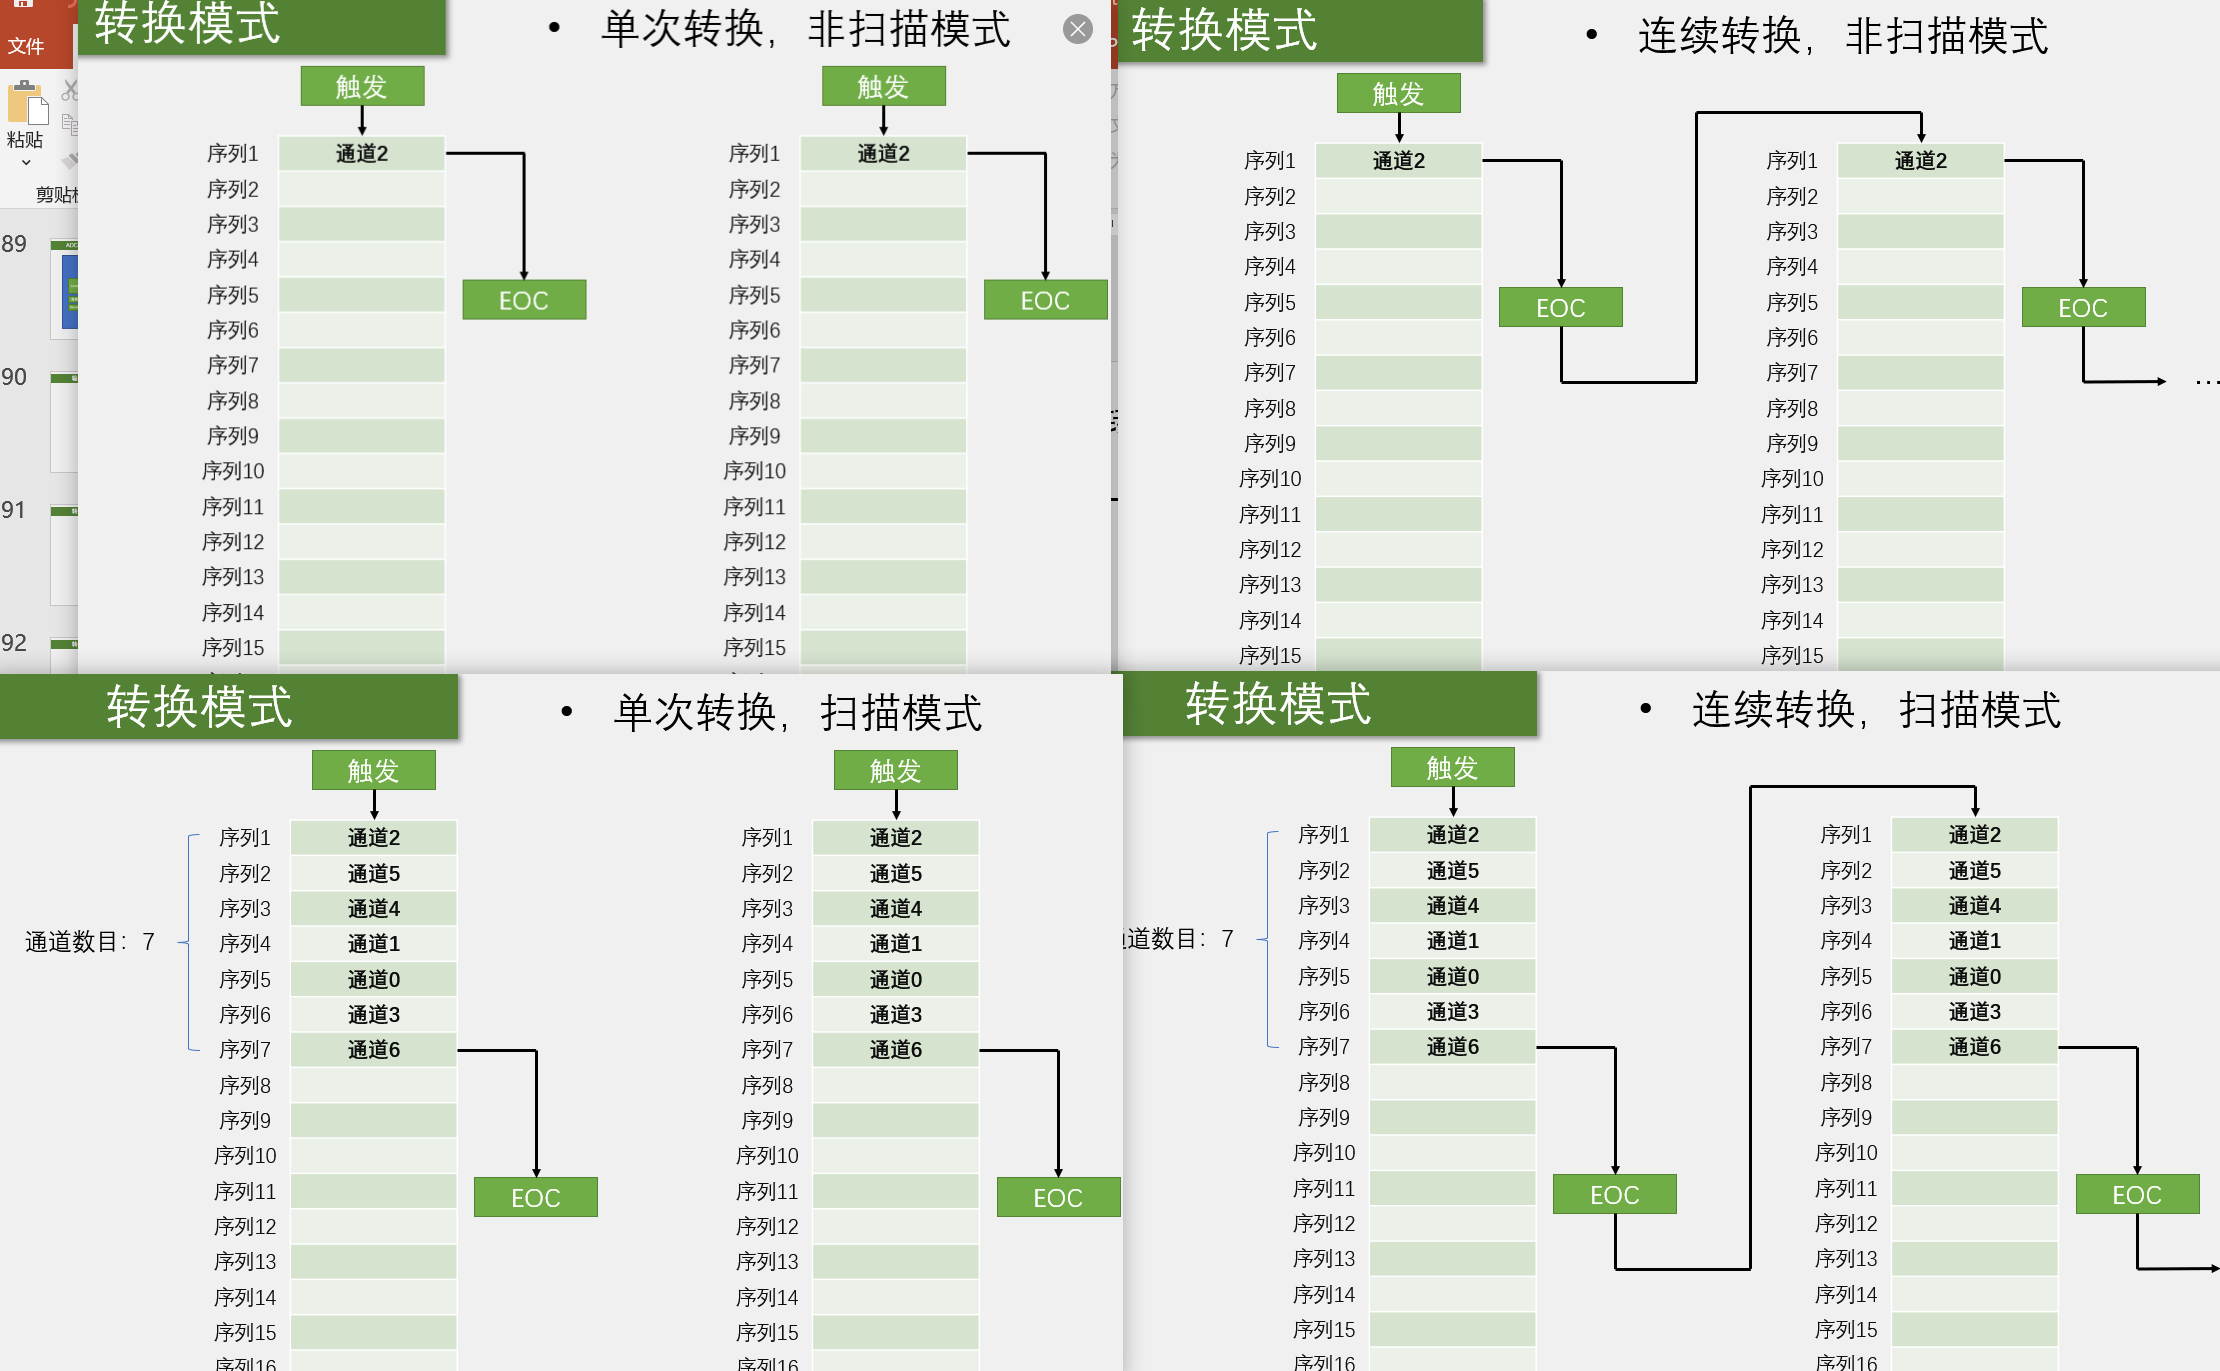 文件
粘贴
剪贴
89
90
91
92
转换模式
• 单次转换，非扫描模式
触发
触发
序列1 通道2 序列1 通道2
序列2 序列2
序列3 序列3
序列4 序列4
序列5 EOC 序列5 EOC
序列6 序列6
序列7 序列7
序列8 序列8
序列9 序列9
序列10 序列10
序列11 序列11
序列12 序列12
序列13 序列13
序列14 序列14
序列15 序列15
转换模式
• 连续转换，非扫描模式
触发
序列1 通道2 序列1 通道2
序列2 序列2
序列3 序列3
序列4 序列4
序列5 EOC 序列5 EOC
序列6 序列6
序列7 序列7 …
序列8 序列8
序列9 序列9
序列10 序列10
序列11 序列11
序列12 序列12
序列13 序列13
序列14 序列14
序列15 序列15
转换模式
• 单次转换，扫描模式
触发
触发
序列1 通道2 序列1 通道2
序列2 通道5 序列2 通道5
序列3 通道4 序列3 通道4
通道数目：7 序列4 通道1 序列4 通道1
序列5 通道0 序列5 通道0
序列6 通道3 序列6 通道3
序列7 通道6 序列7 通道6
序列8 序列8
序列9 序列9
序列10 序列10
序列11 EOC 序列11 EOC
序列12 序列12
序列13 序列13
序列14 序列14
序列15 序列15
序列16 序列16
转换模式
• 连续转换，扫描模式
触发
序列1 通道2 序列1 通道2
序列2 通道5 序列2 通道5
序列3 通道4 序列3 通道4
道数目：7 序列4 通道1 序列4 通道1
序列5 通道0 序列5 通道0
序列6 通道3 序列6 通道3
序列7 通道6 序列7 通道6
序列8 序列8
序列9 序列9
序列10 序列10
序列11 EOC 序列11 EOC
序列12 序列12
序列13 序列13
序列14 序列14
序列15 序列15
序列16 序列16